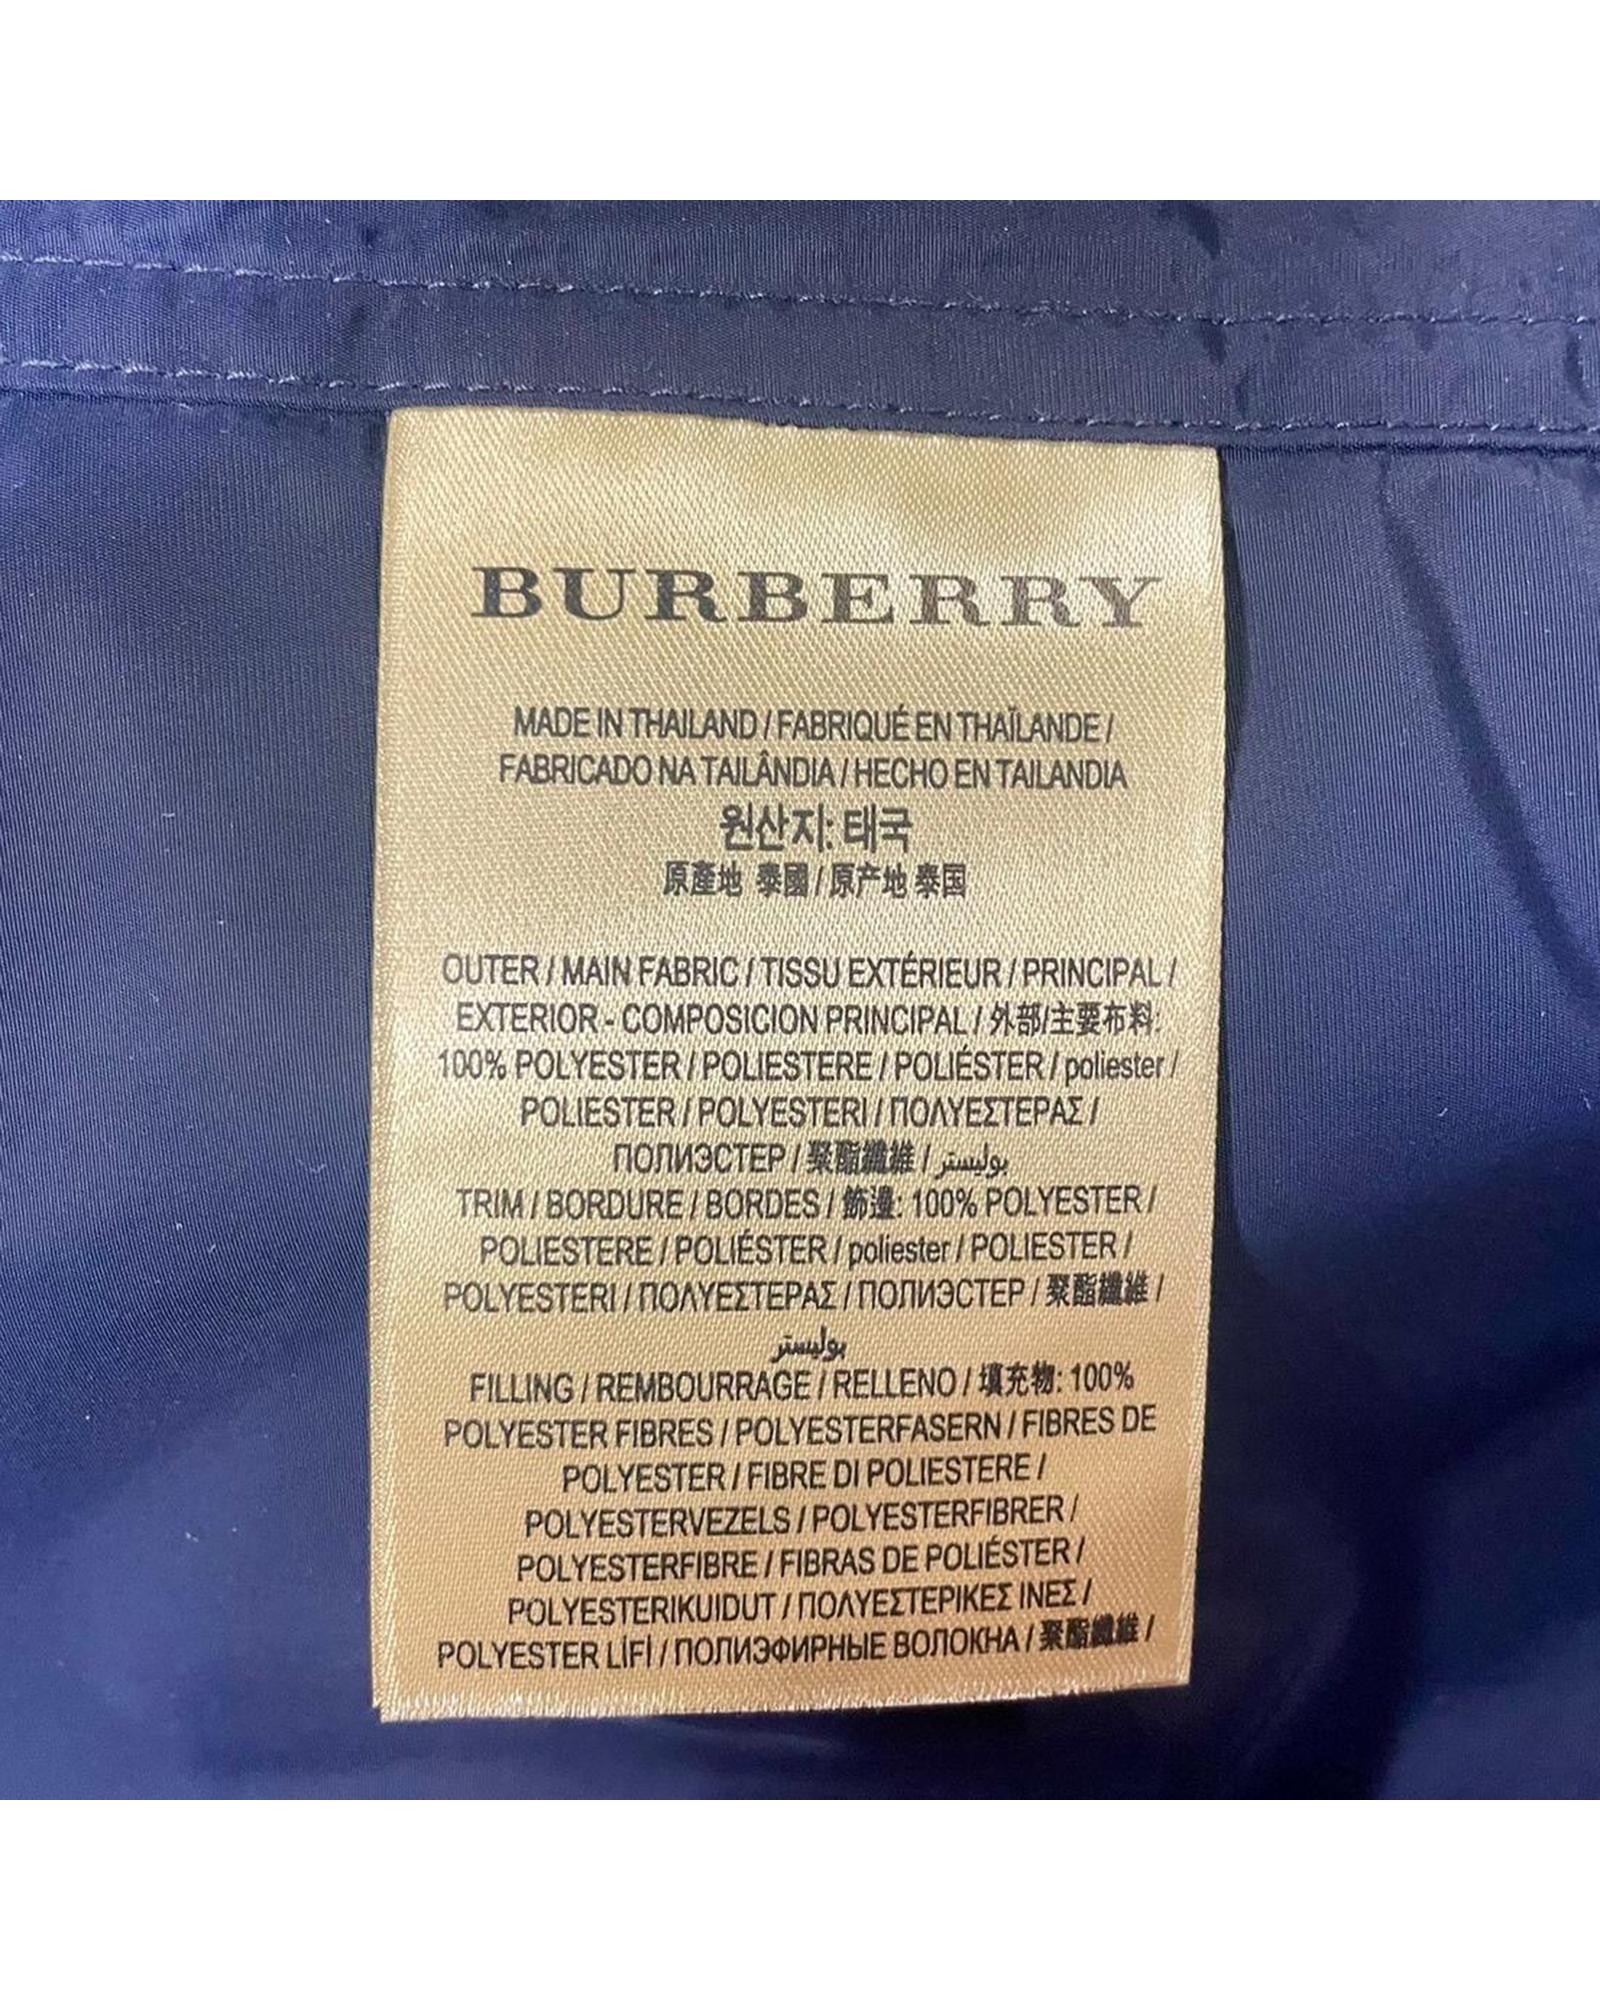 BURBERRY
MADE IN THAILAND / FABRIQUÉ EN THAÏLANDE /
FABRICADO NA TAILÂNDIA / HECHO EN TAILANDIA
원산지: 태국
原產地 泰國 / 原产地 泰国
OUTER / MAIN FABRIC / TISSU EXTÉRIEUR / PRINCIPAL /
EXTERIOR - COMPOSICION PRINCIPAL / 外部/主要布料:
100% POLYESTER / POLIESTERE / POLIÉSTER / poliester /
POLIESTER / POLYESTERI / ΠΟΛΥΕΣΤΕΡΑΣ /
ПОЛИЭСТЕР / 聚酯纖維 / بوليستر
TRIM / BORDURE / BORDES / 飾邊: 100% POLYESTER /
POLIESTERE / POLIÉSTER / poliester / POLIESTER /
POLYESTERI / ΠΟΛΥΕΣΤΕΡΑΣ / ПОЛИЭСТЕР / 聚酯纖維 /
بوليستر
FILLING / REMBOURRAGE / RELLENO / 填充物: 100%
POLYESTER FIBRES / POLYESTERFASERN / FIBRES DE
POLYESTER / FIBRE DI POLIESTERE /
POLYESTERVEZELS / POLYESTERFIBRER /
POLYESTERFIBRE / FIBRAS DE POLIÉSTER /
POLYESTERIKUIDUT / ΠΟΛΥΕΣΤΕΡΙΚΕΣ ΙΝΕΣ /
POLYESTER LİFİ / ПОЛИЭФИРНЫЕ ВОЛОКНА / 聚酯纖維 /